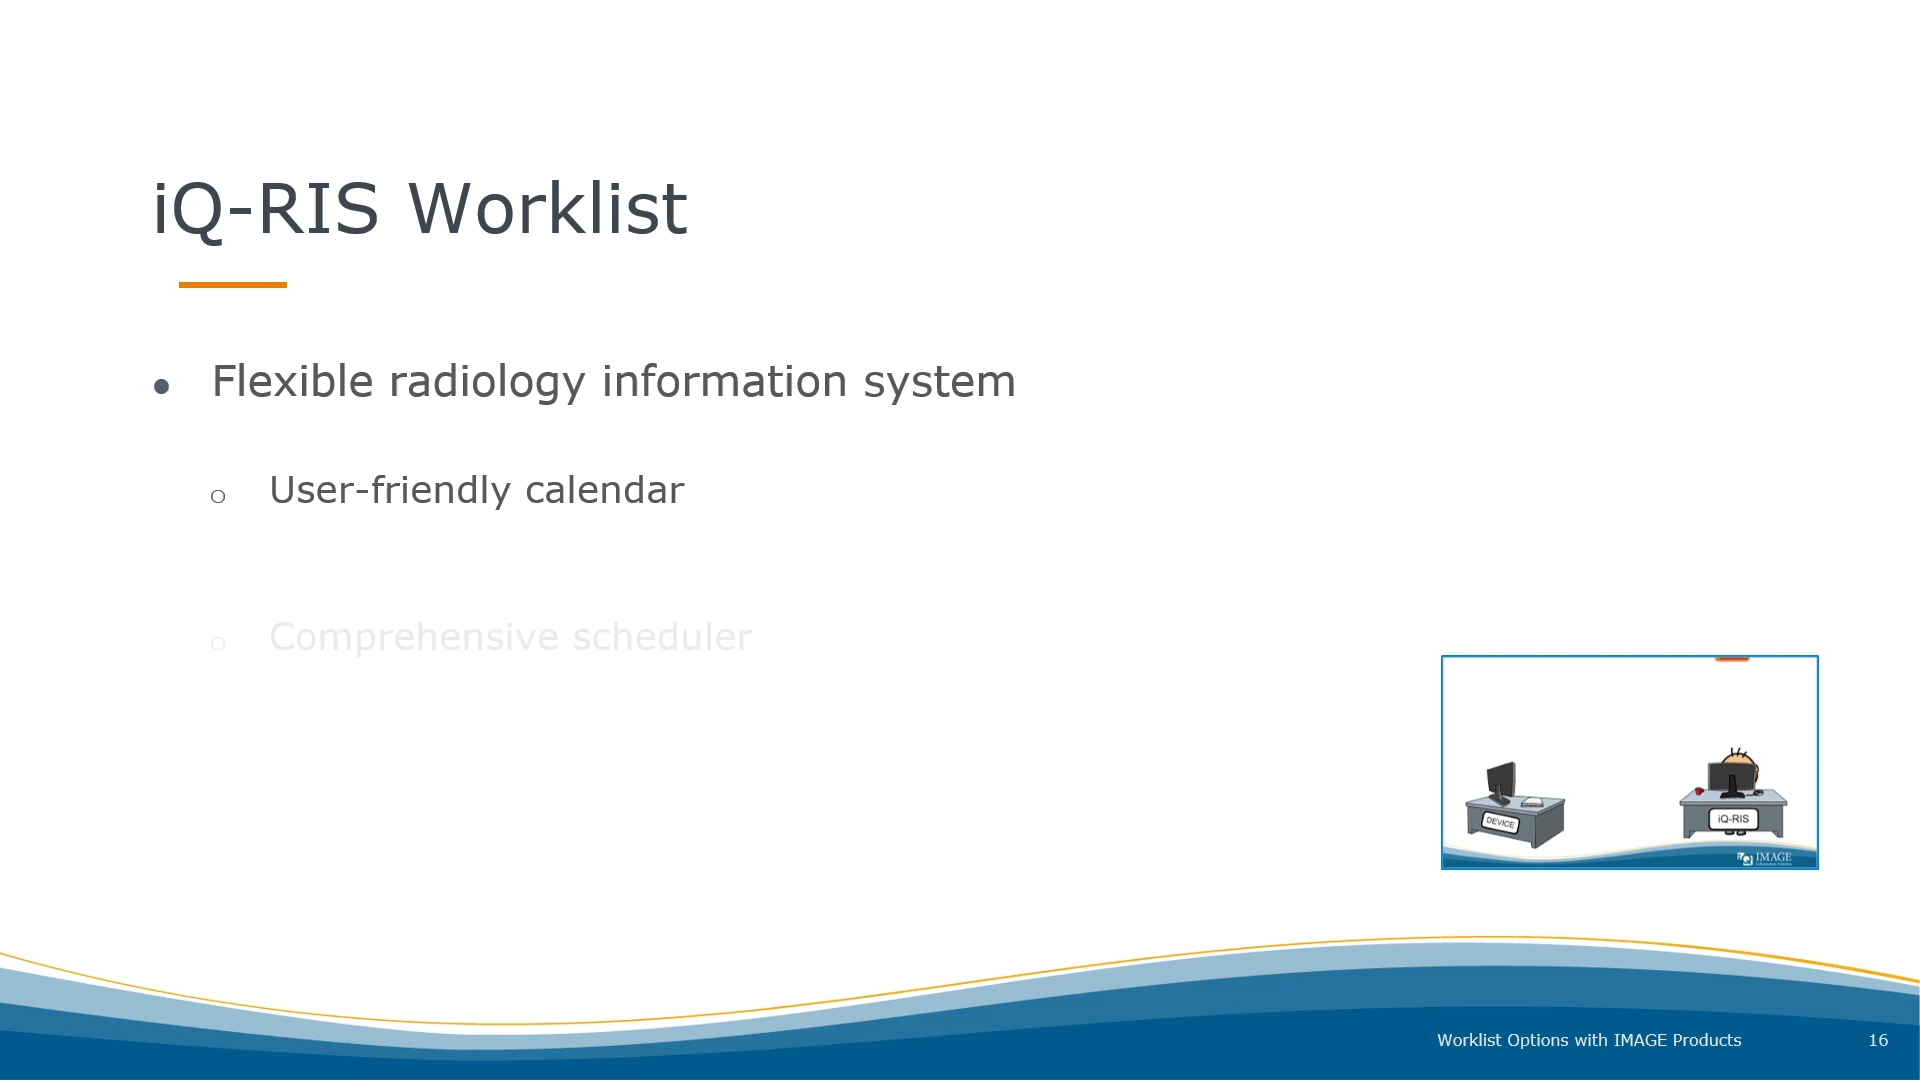 iQ-RIS Worklist
● Flexible radiology information system
o User-friendly calendar
o Comprehensive scheduler
DEVICE
iQ-RIS
iQ IMAGE
Worklist Options with IMAGE Products
16